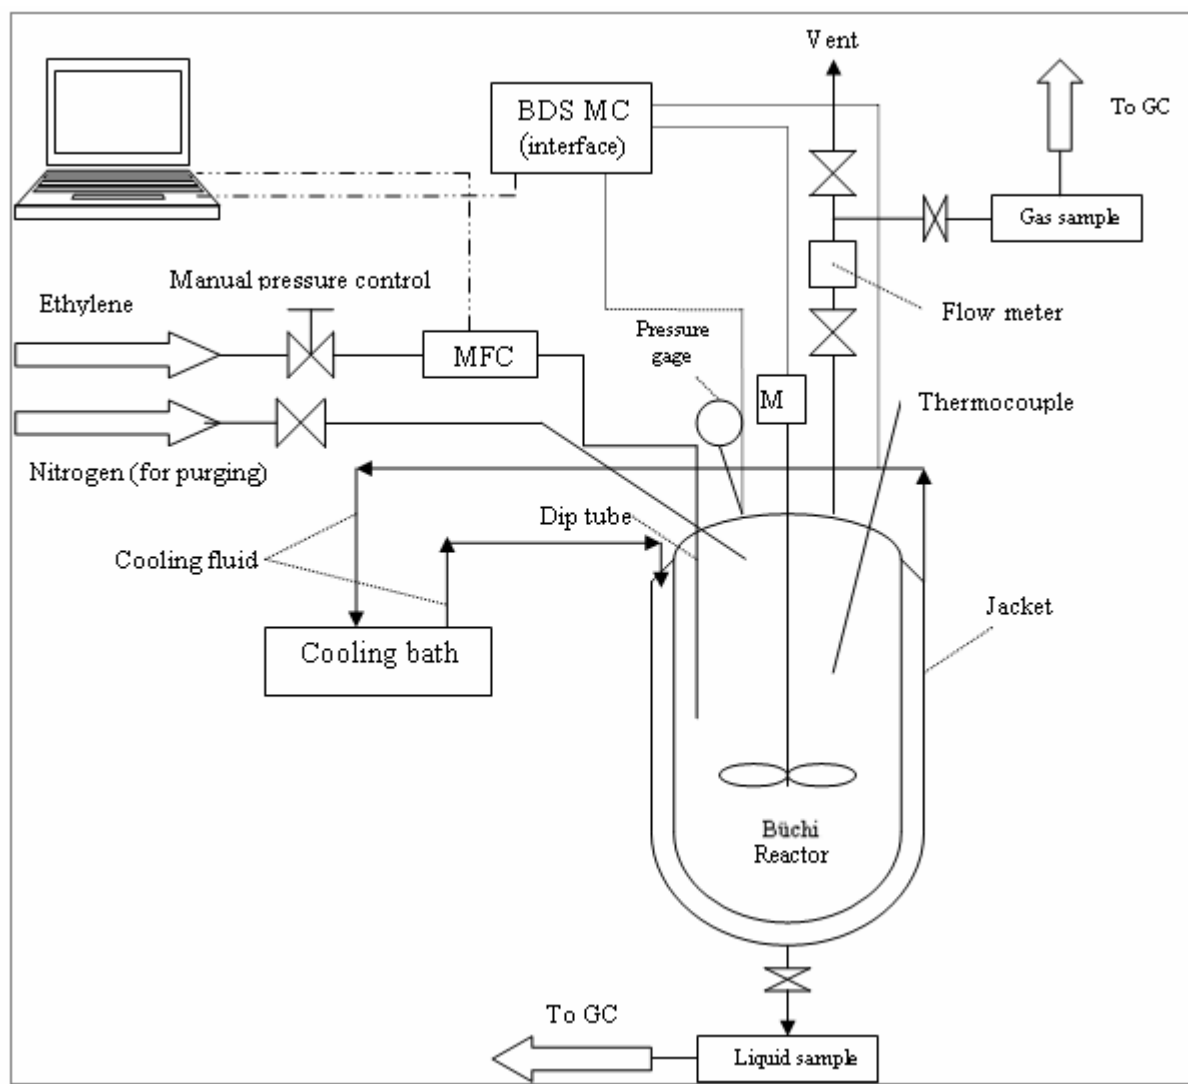 Vent
To GC
BDS MC
(interface)
Gas sample
Manual pressure control
Ethylene
Flow meter
Pressure
gage
MFC
M
Thermocouple
Nitrogen (for purging)
Dip tube
Cooling fluid
Jacket
Cooling bath
Büchi
Reactor
To GC
Liquid sample